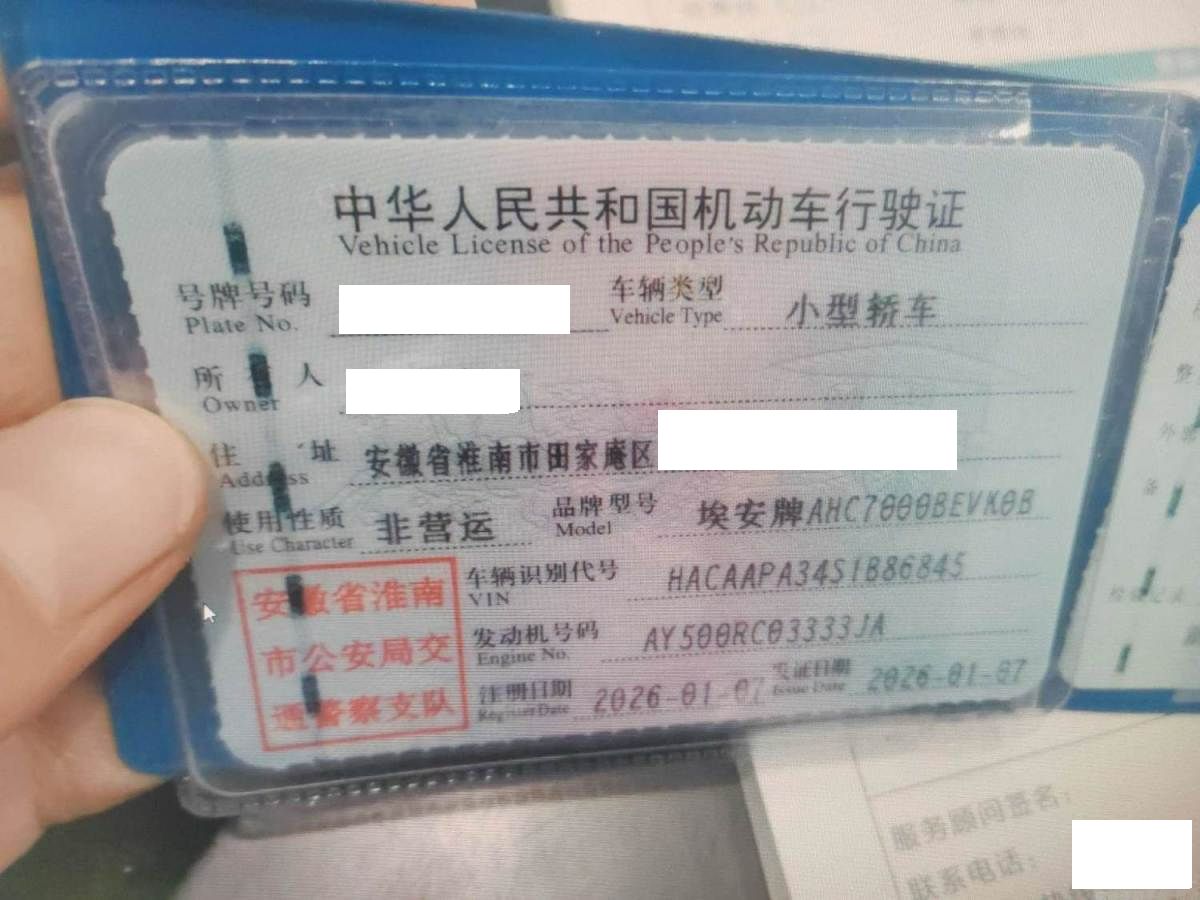 中华人民共和国机动车行驶证
Vehicle License of the People's Republic of China
号牌号码
Plate No.
车辆类型 小型轿车
Vehicle Type
所有人
Owner
住址 安徽省淮南市田家庵区
Address
使用性质 非营运
Use Character
品牌型号 埃安牌AHC7000BEVK0B
Model
车辆识别代号 HACAAPA34S1B86845
VIN
发动机号码 AY500RC03333JA
Engine No.
注册日期 2026-01-07
Register Date
发证日期 2026-01-07
Issue Date
安徽省淮南
市公安局交
通警察支队
服务顾问签名:
联系电话: